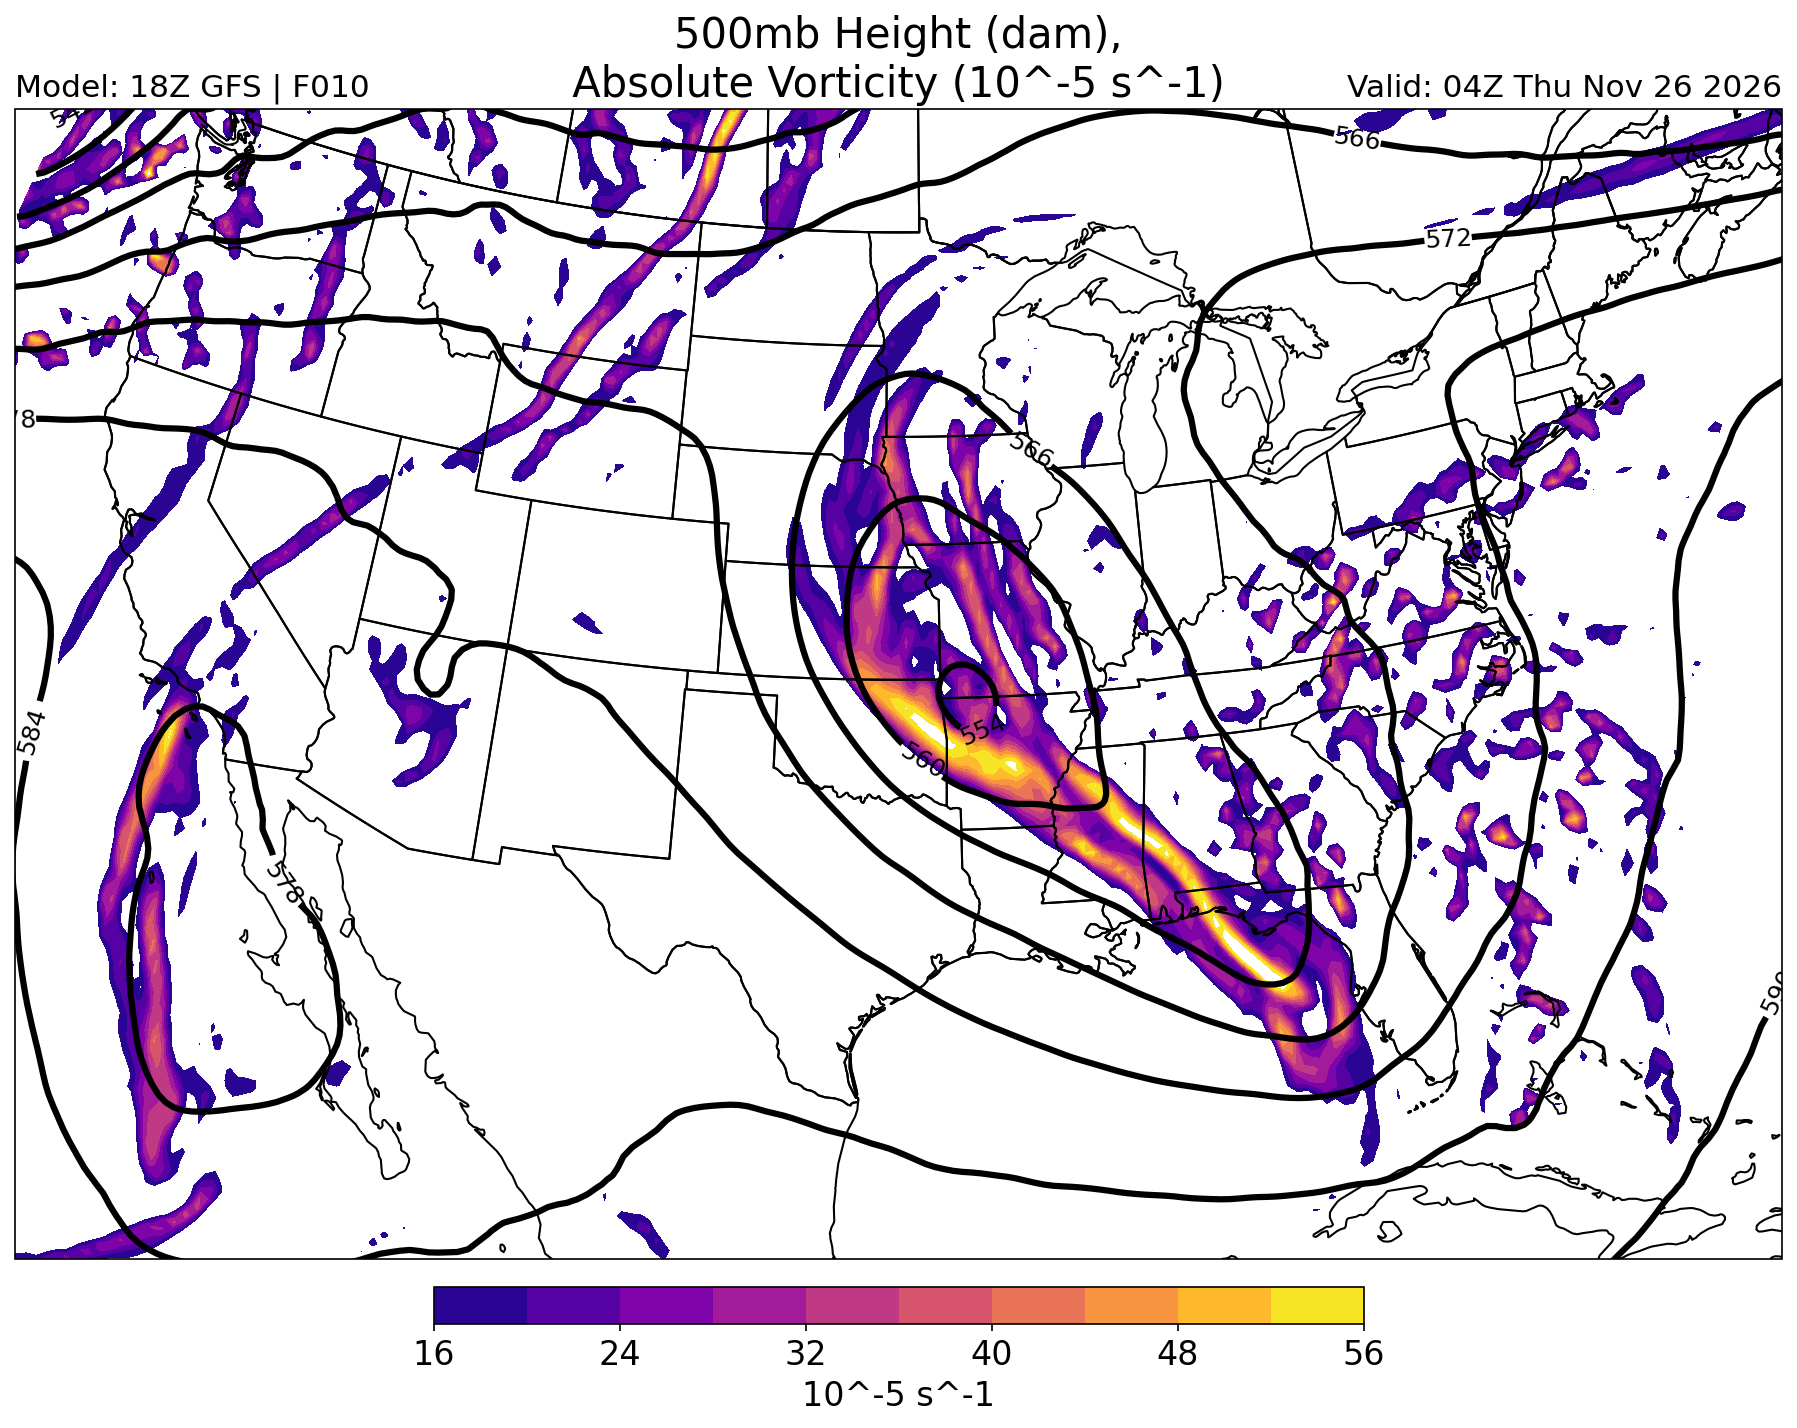 500mb Height (dam),
Model: 18Z GFS | F010
Absolute Vorticity (10^-5 s^-1)
Valid: 04Z Thu Nov 26 2026
566
572
566
584
554
560
578
16 24 32 40 48 56
10^-5 s^-1